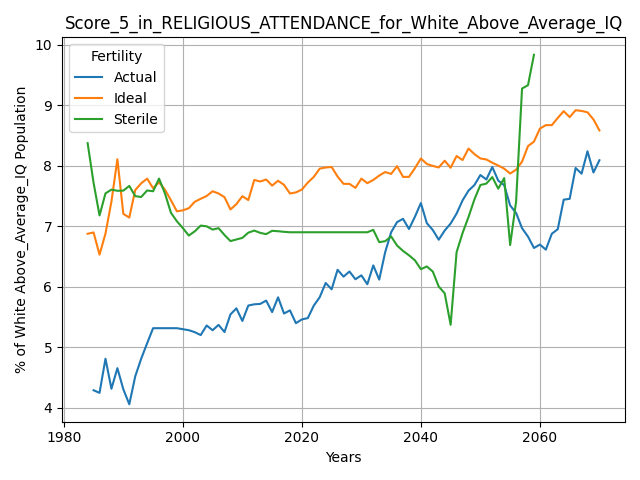 Score_5_in_RELIGIOUS_ATTENDANCE_for_White_Above_Average_IQ
Fertility
Actual
Ideal
Sterile
% of White Above_Average_IQ Population
10
9
8
7
6
5
4
1980
2000
2020
2040
2060
Years